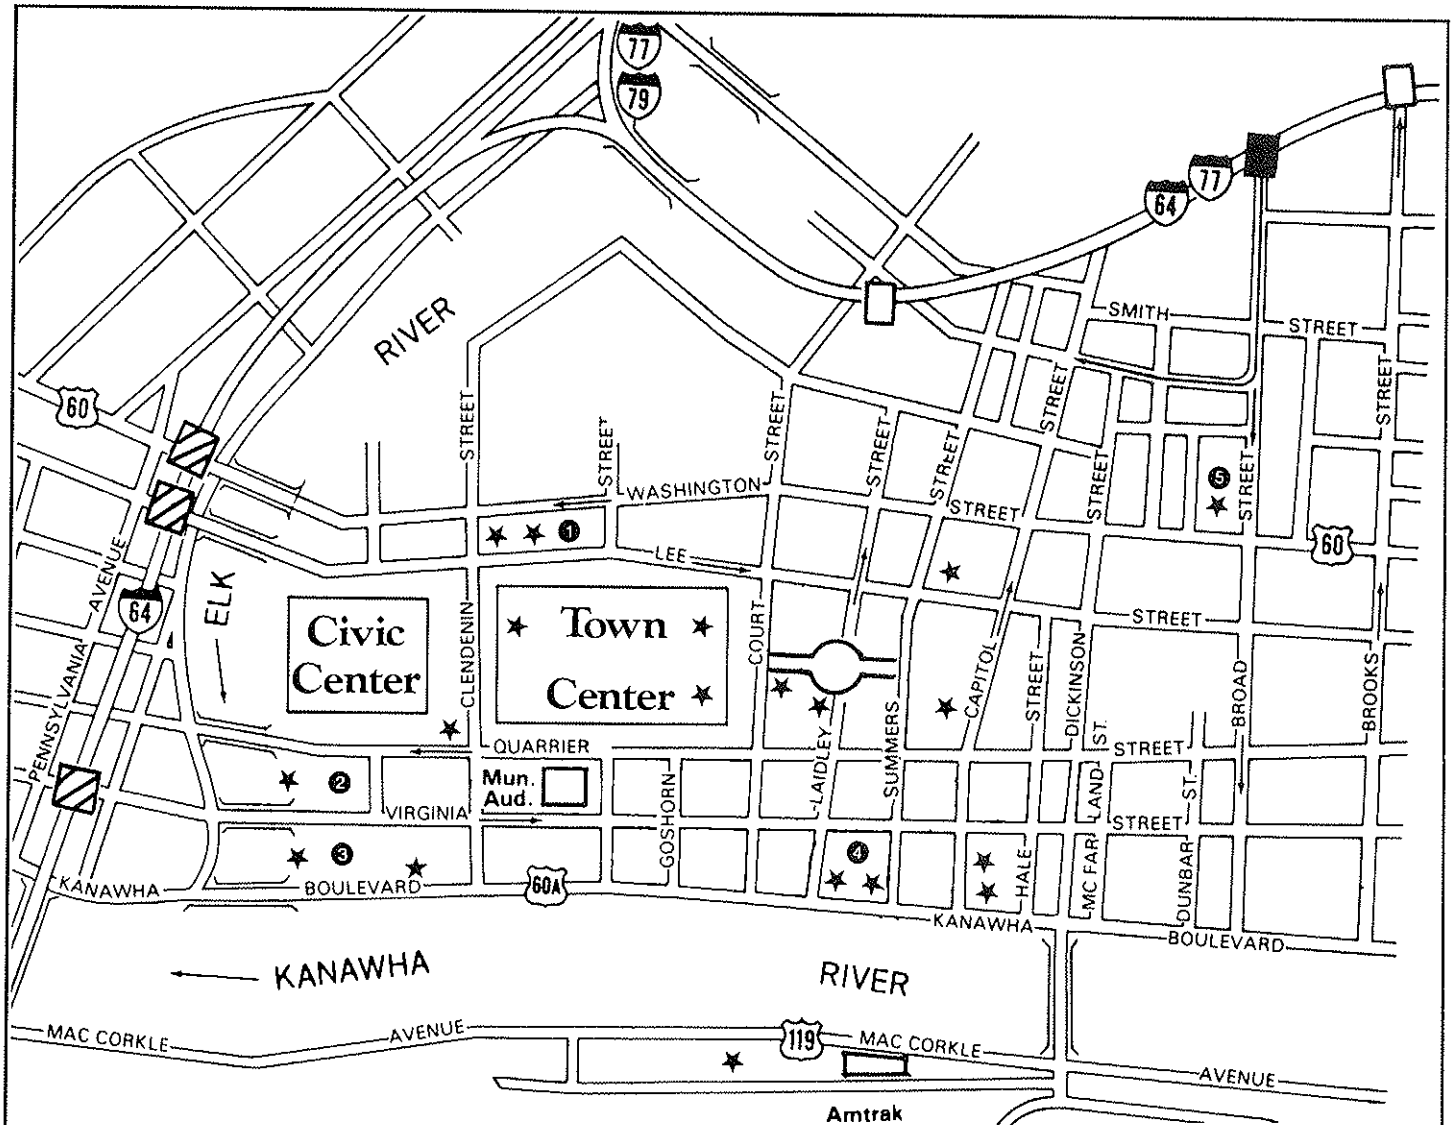 77
79
77
64
SMITH
STREET
RIVER
60
STREET
STREET
STREET
STREET
STREET
STREET
STREET
STREET
STREET
WASHINGTON
STREET
5
1
60
LEE
AVENUE
ELK
64
Civic
Center
Town
Center
CLENDENIN
COURT
STREET
PENNSYLVANIA
CAPITOL
STREET
DICKINSON
BROAD
BROOKS
LAIDLEY
SUMMERS
QUARRIER
STREET
2
Mun.
Aud.
GOSHORN
MC FAR LAND ST.
DUNBAR ST.
VIRGINIA
STREET
3
4
HALE
KANAWHA
BOULEVARD
60A
KANAWHA
BOULEVARD
KANAWHA
RIVER
MAC CORKLE
AVENUE
119
MAC CORKLE
AVENUE
Amtrak